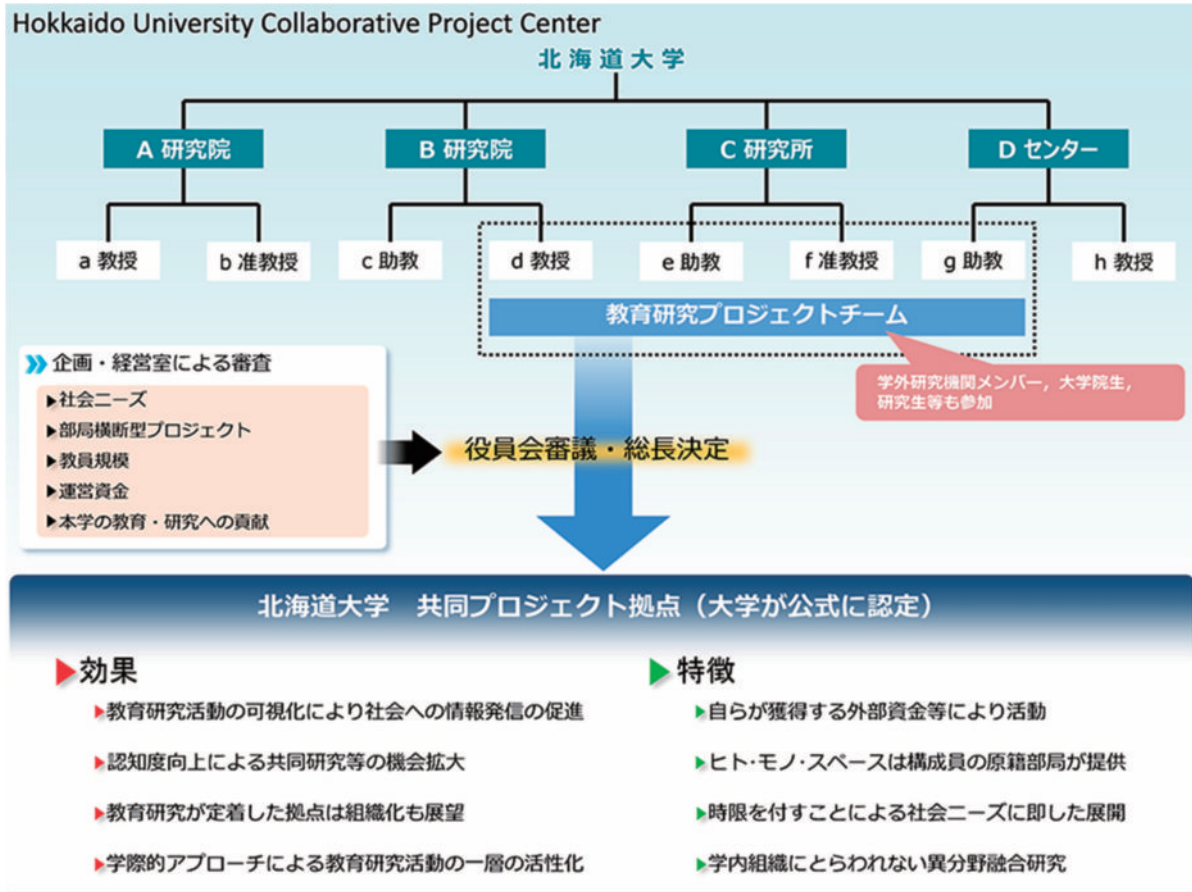 Hokkaido University Collaborative Project Center
北海道大学
A 研究院
B 研究院
C 研究所
D センター
a 教授
b 准教授
c 助教
d 教授
e 助教
f 准教授
g 助教
h 教授
教育研究プロジェクトチーム
学外研究機関メンバー，大学院生，
研究生等も参加
企画・経営室による審査
▶社会ニーズ
▶部局横断型プロジェクト
▶教員規模
▶運営資金
▶本学の教育・研究への貢献
役員会審議・総長決定
北海道大学　共同プロジェクト拠点（大学が公式に認定）
▶効果
▶教育研究活動の可視化により社会への情報発信の促進
▶認知度向上による共同研究等の機会拡大
▶教育研究が定着した拠点は組織化も展望
▶学際的アプローチによる教育研究活動の一層の活性化
▶特徴
▶自らが獲得する外部資金等により活動
▶ヒト・モノ・スペースは構成員の原籍部局が提供
▶時限を付すことによる社会ニーズに即した展開
▶学内組織にとらわれない異分野融合研究